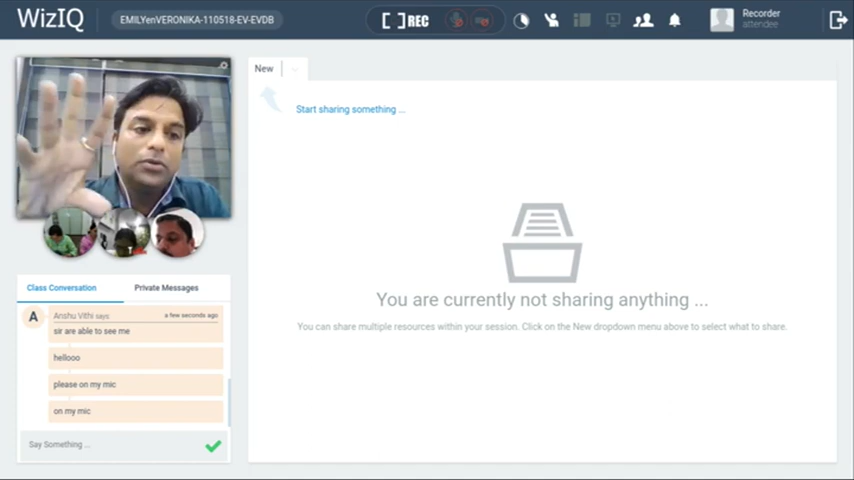 WizIQ
EMILYenVERONIKA-110518-EV-EVDB
REC
Recorder
attendee
New
Start sharing something ...
You are currently not sharing anything ...
You can share multiple resources within your session. Click on the New dropdown menu above to select what to share.
Class Conversation
Private Messages
A
Anshu Vithi says
a few seconds ago
sir are able to see me
hellooo
please on my mic
on my mic
Say Something ...